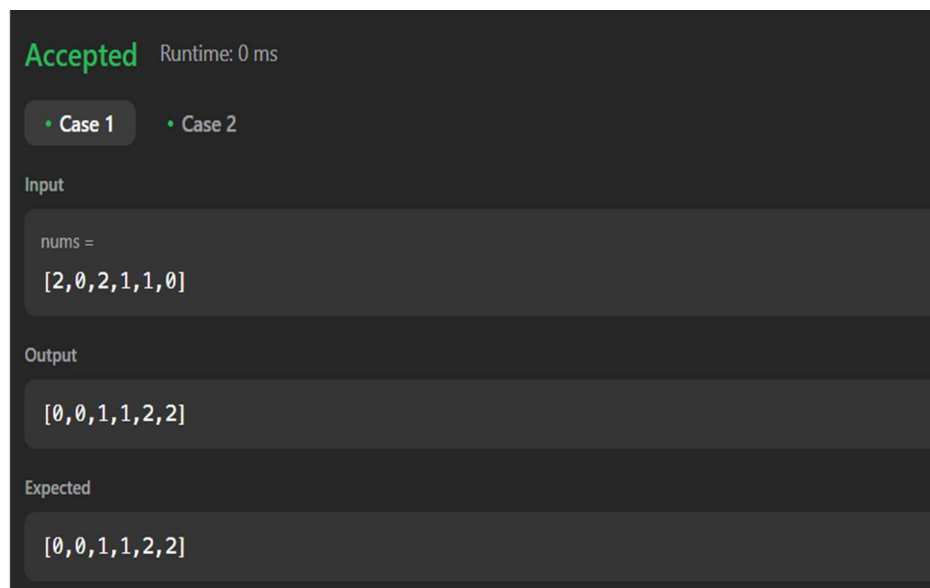 Accepted Runtime: 0 ms
• Case 1 • Case 2
Input
nums =
[2,0,2,1,1,0]
Output
[0,0,1,1,2,2]
Expected
[0,0,1,1,2,2]